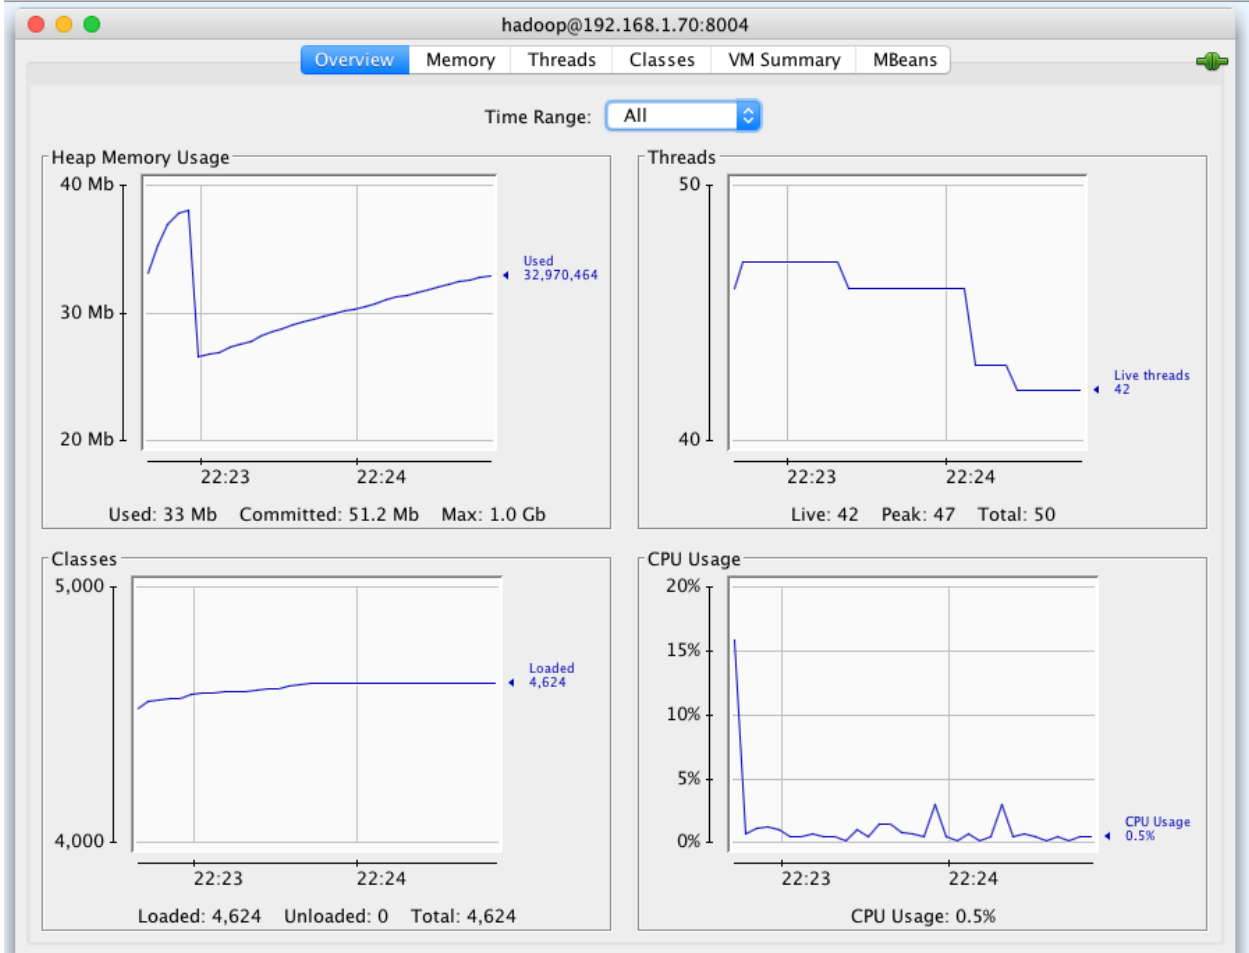 hadoop@192.168.1.70:8004
Overview Memory Threads Classes VM Summary MBeans
Time Range: All
Heap Memory Usage
40 Mb
30 Mb
20 Mb
Used
32,970,464
22:23 22:24
Used: 33 Mb Committed: 51.2 Mb Max: 1.0 Gb
Threads
50
40
Live threads
42
22:23 22:24
Live: 42 Peak: 47 Total: 50
Classes
5,000
4,000
Loaded
4,624
22:23 22:24
Loaded: 4,624 Unloaded: 0 Total: 4,624
CPU Usage
20%
15%
10%
5%
0%
CPU Usage
0.5%
22:23 22:24
CPU Usage: 0.5%